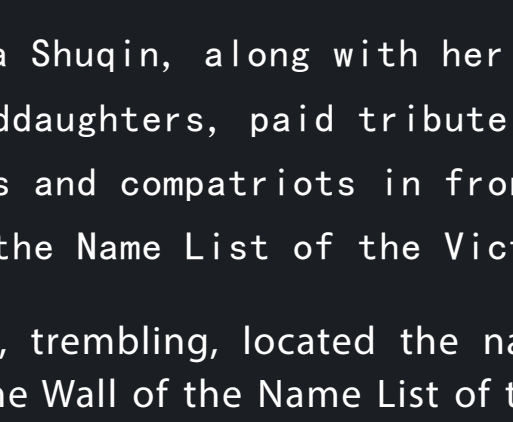 a Shuqin, along with her
ddaughters, paid tribute
s and compatriots in fro
the Name List of the Vic
, trembling, located the na
ne Wall of the Name List of t